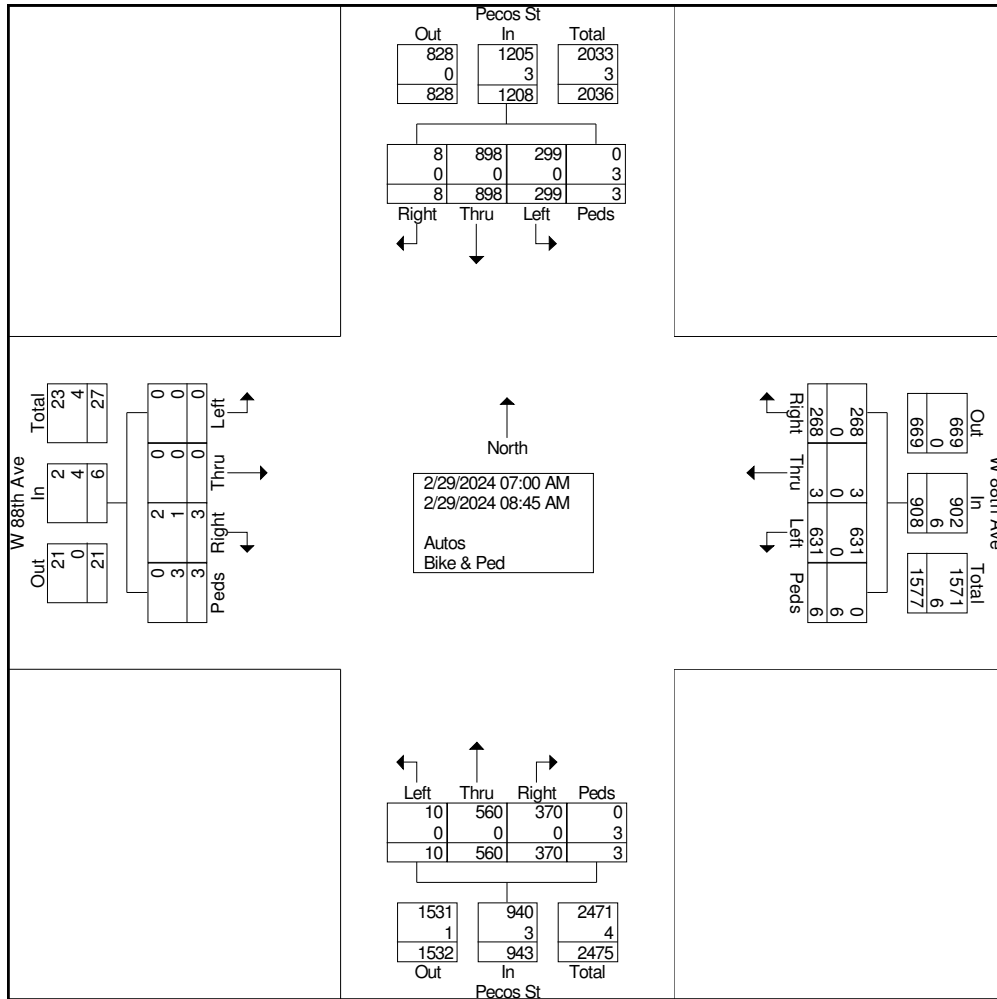 Pecos St
Out In Total
828 1205 2033
0 3 3
828 1208 2036
8 898 299 0
0 0 0 3
8 898 299 3
Right Thru Left Peds
W 88th Ave
Total In Out
23 2 21
4 4 0
27 6 21
0 0 2 0
0 0 1 3
0 0 3 3
Left Thru Right Peds
North
2/29/2024 07:00 AM
2/29/2024 08:45 AM
Autos
Bike & Ped
Right Thru Left Peds
268 3 631 0
0 0 0 6
268 3 631 6
Out In Total
669 902 1571
0 6 6
669 908 1577
W 88th Ave
Left Thru Right Peds
10 560 370 0
0 0 0 3
10 560 370 3
1531 940 2471
1 3 4
1532 943 2475
Out In Total
Pecos St